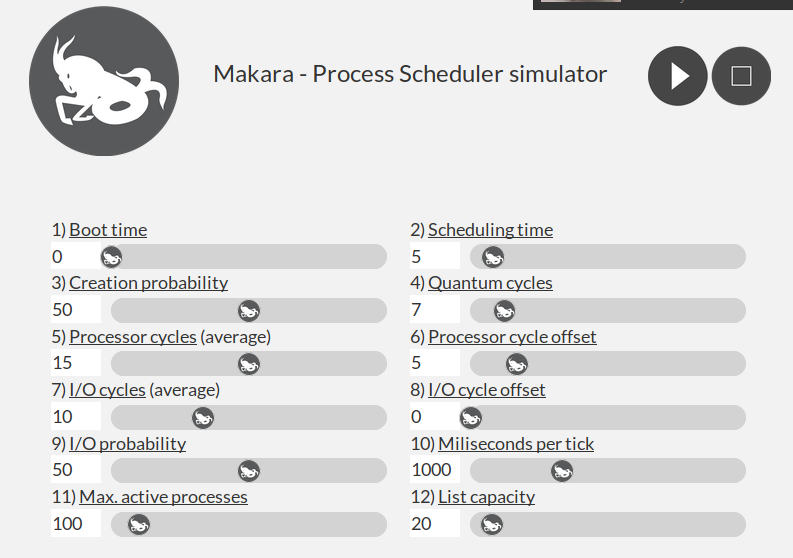 Makara - Process Scheduler simulator
1) Boot time
0
2) Scheduling time
5
3) Creation probability
50
4) Quantum cycles
7
5) Processor cycles (average)
15
6) Processor cycle offset
5
7) I/O cycles (average)
10
8) I/O cycle offset
0
9) I/O probability
50
10) Miliseconds per tick
1000
11) Max. active processes
100
12) List capacity
20